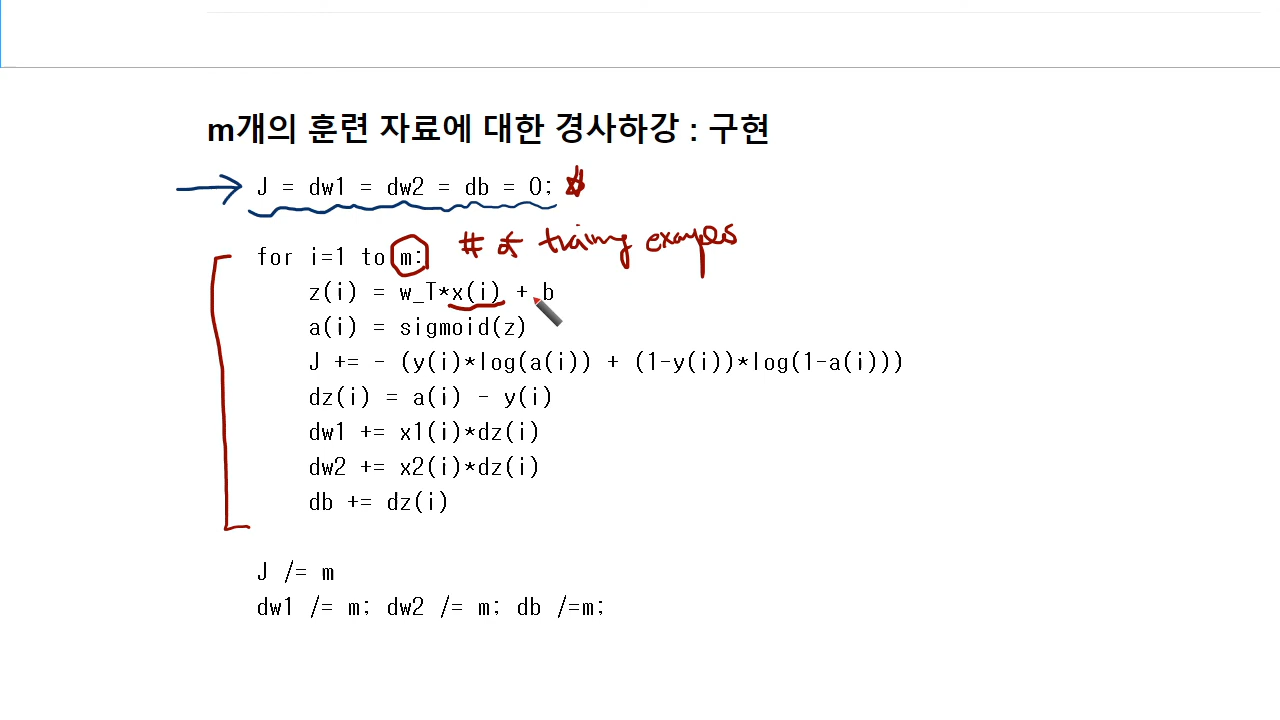 m개의 훈련 자료에 대한 경사하강 : 구현
J = dw1 = dw2 = db = 0;
for i=1 to m:
# of training examples
z(i) = w_T*x(i) + b
a(i) = sigmoid(z)
J += - (y(i)*log(a(i)) + (1-y(i))*log(1-a(i)))
dz(i) = a(i) - y(i)
dw1 += x1(i)*dz(i)
dw2 += x2(i)*dz(i)
db += dz(i)
J /= m
dw1 /= m; dw2 /= m; db /=m;